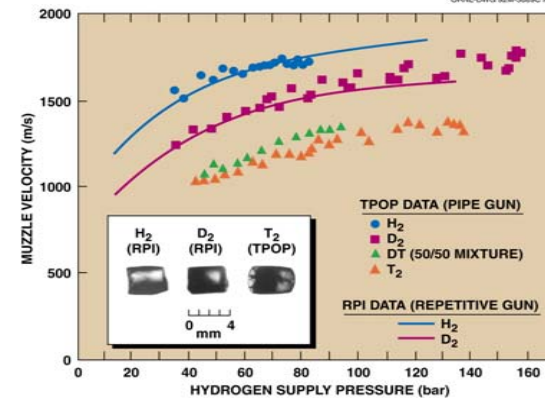 2000
1500
1000
500
0
MUZZLE VELOCITY (m/s)
0 20 40 60 80 100 120 140 160
HYDROGEN SUPPLY PRESSURE (bar)
H2 D2 T2
(RPI) (RPI) (TPOP)
0 4
mm
TPOP DATA (PIPE GUN)
H2
D2
DT (50/50 MIXTURE)
T2
RPI DATA (REPETITIVE GUN)
H2
D2